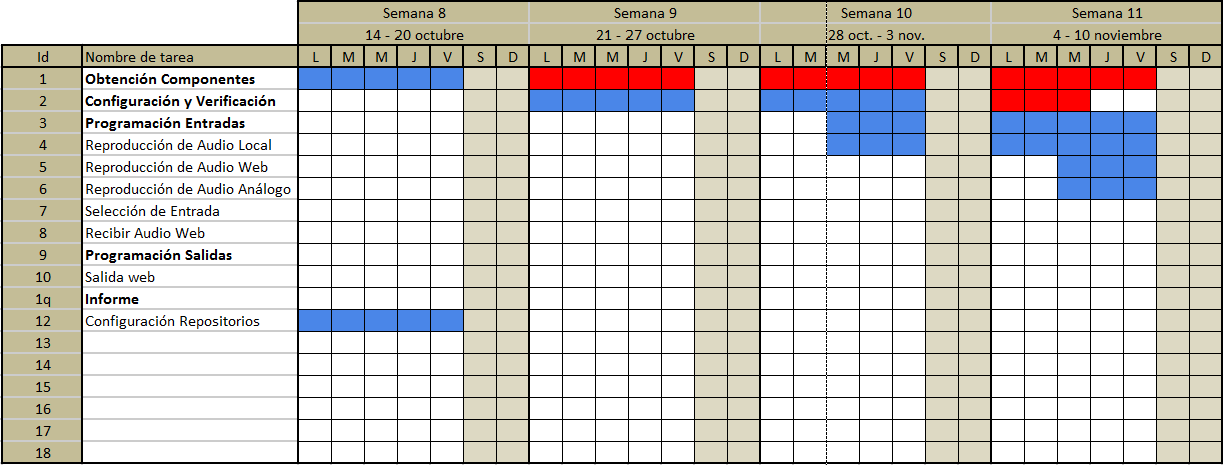 Semana 8 Semana 9 Semana 10 Semana 11
14 - 20 octubre 21 - 27 octubre 28 oct. - 3 nov. 4 - 10 noviembre
Id Nombre de tarea L M M J V S D L M M J V S D L M M J V S D L M M J V S D
1 Obtención Componentes
2 Configuración y Verificación
3 Programación Entradas
4 Reproducción de Audio Local
5 Reproducción de Audio Web
6 Reproducción de Audio Análogo
7 Selección de Entrada
8 Recibir Audio Web
9 Programación Salidas
10 Salida web
1q Informe
12 Configuración Repositorios
13
14
15
16
17
18